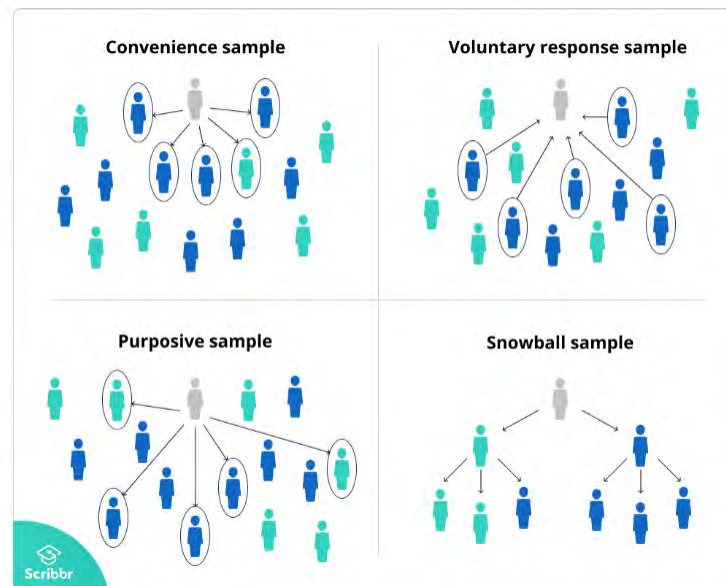 Convenience sample
Voluntary response sample
Purposive sample
Snowball sample
Scribbr